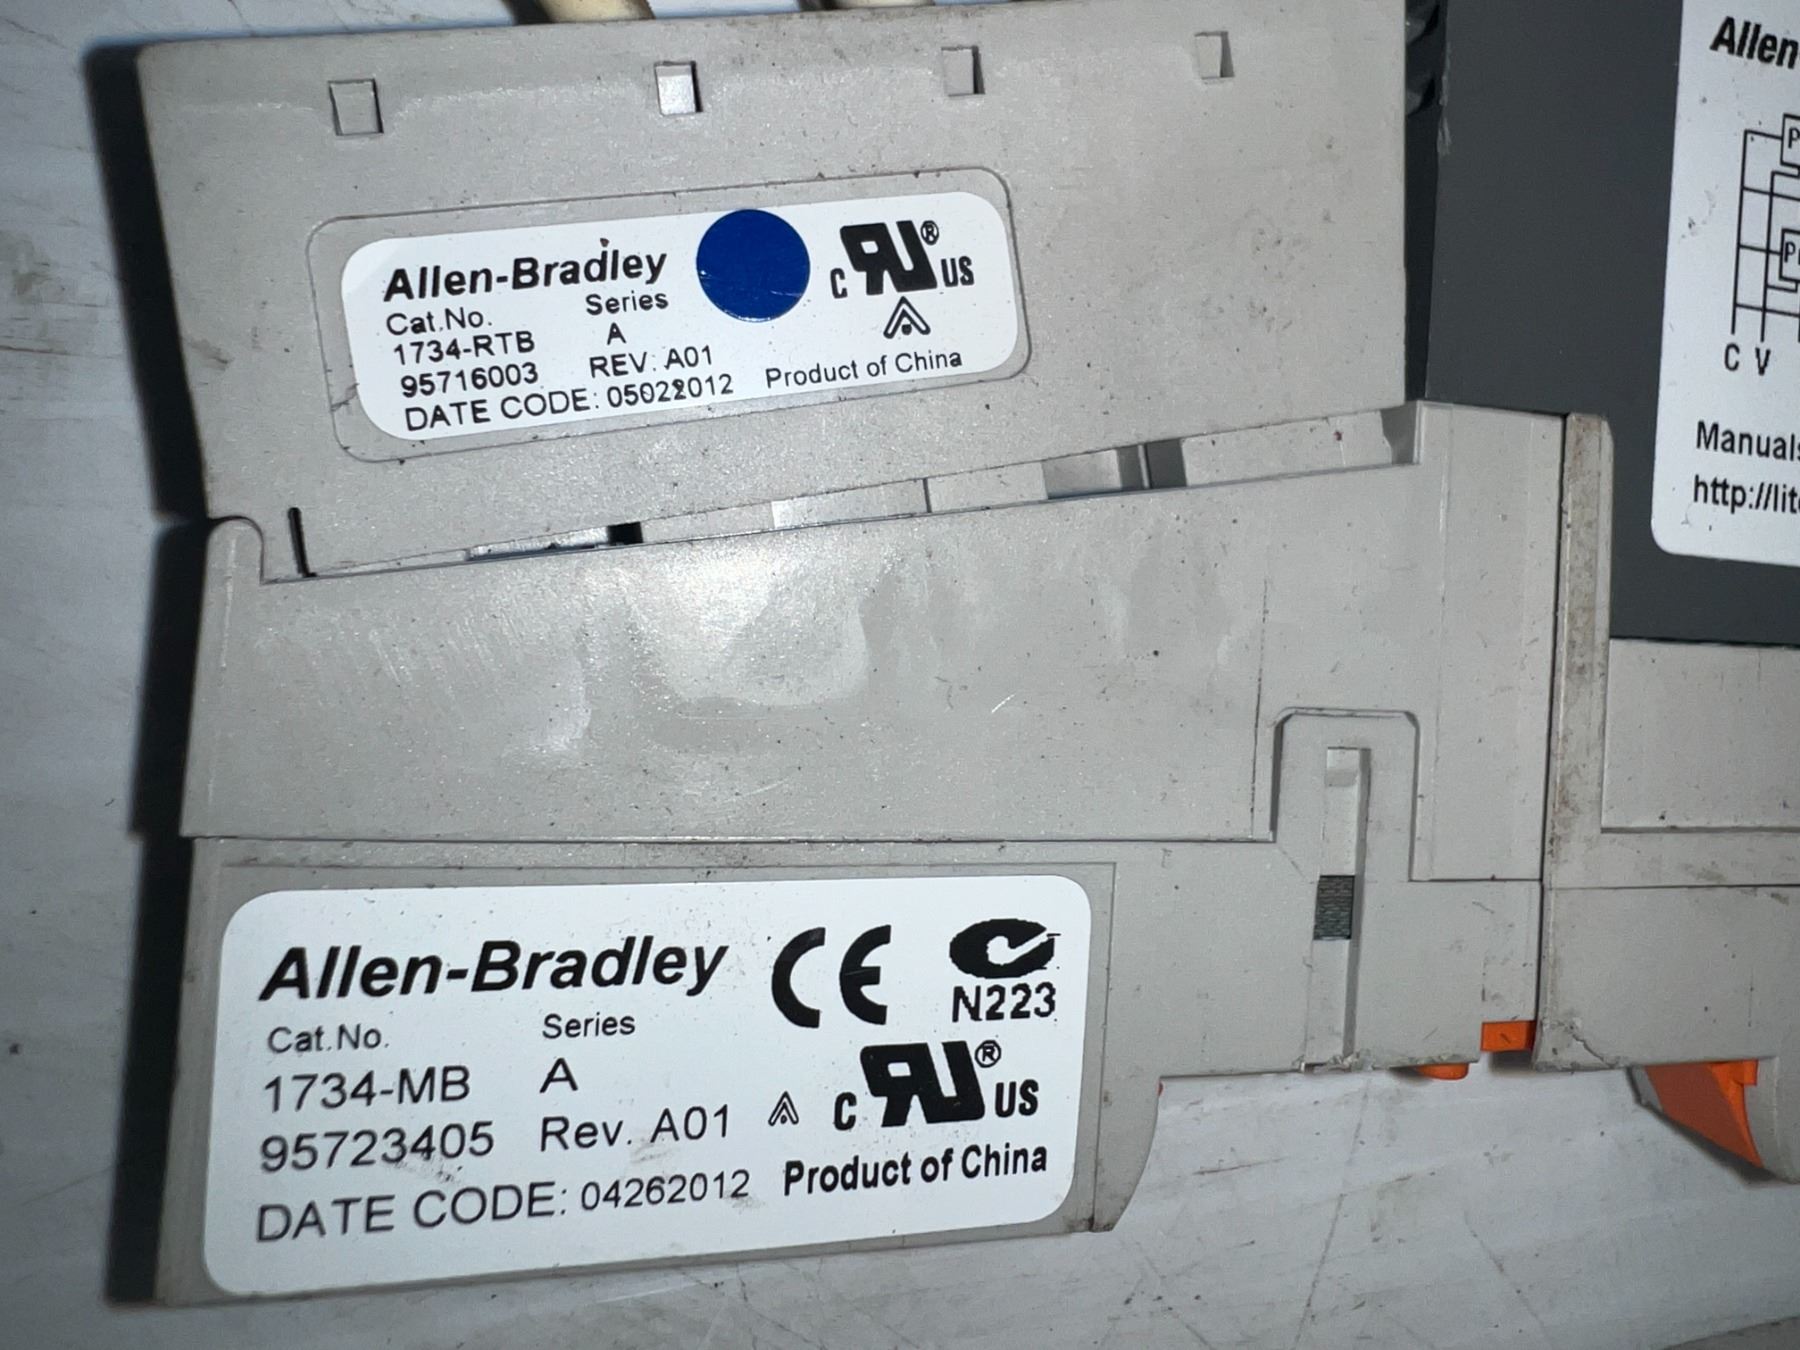 Allen-Bradley
Cat.No. Series
1734-RTB A
95716003 REV: A01
DATE CODE: 05022012 Product of China
c RU® US
Allen-Bradley
Cat.No. Series
1734-MB A
95723405 Rev. A01
DATE CODE: 04262012 Product of China
CE N223
c RU® US
Allen-
C V
Manuals
http://lit